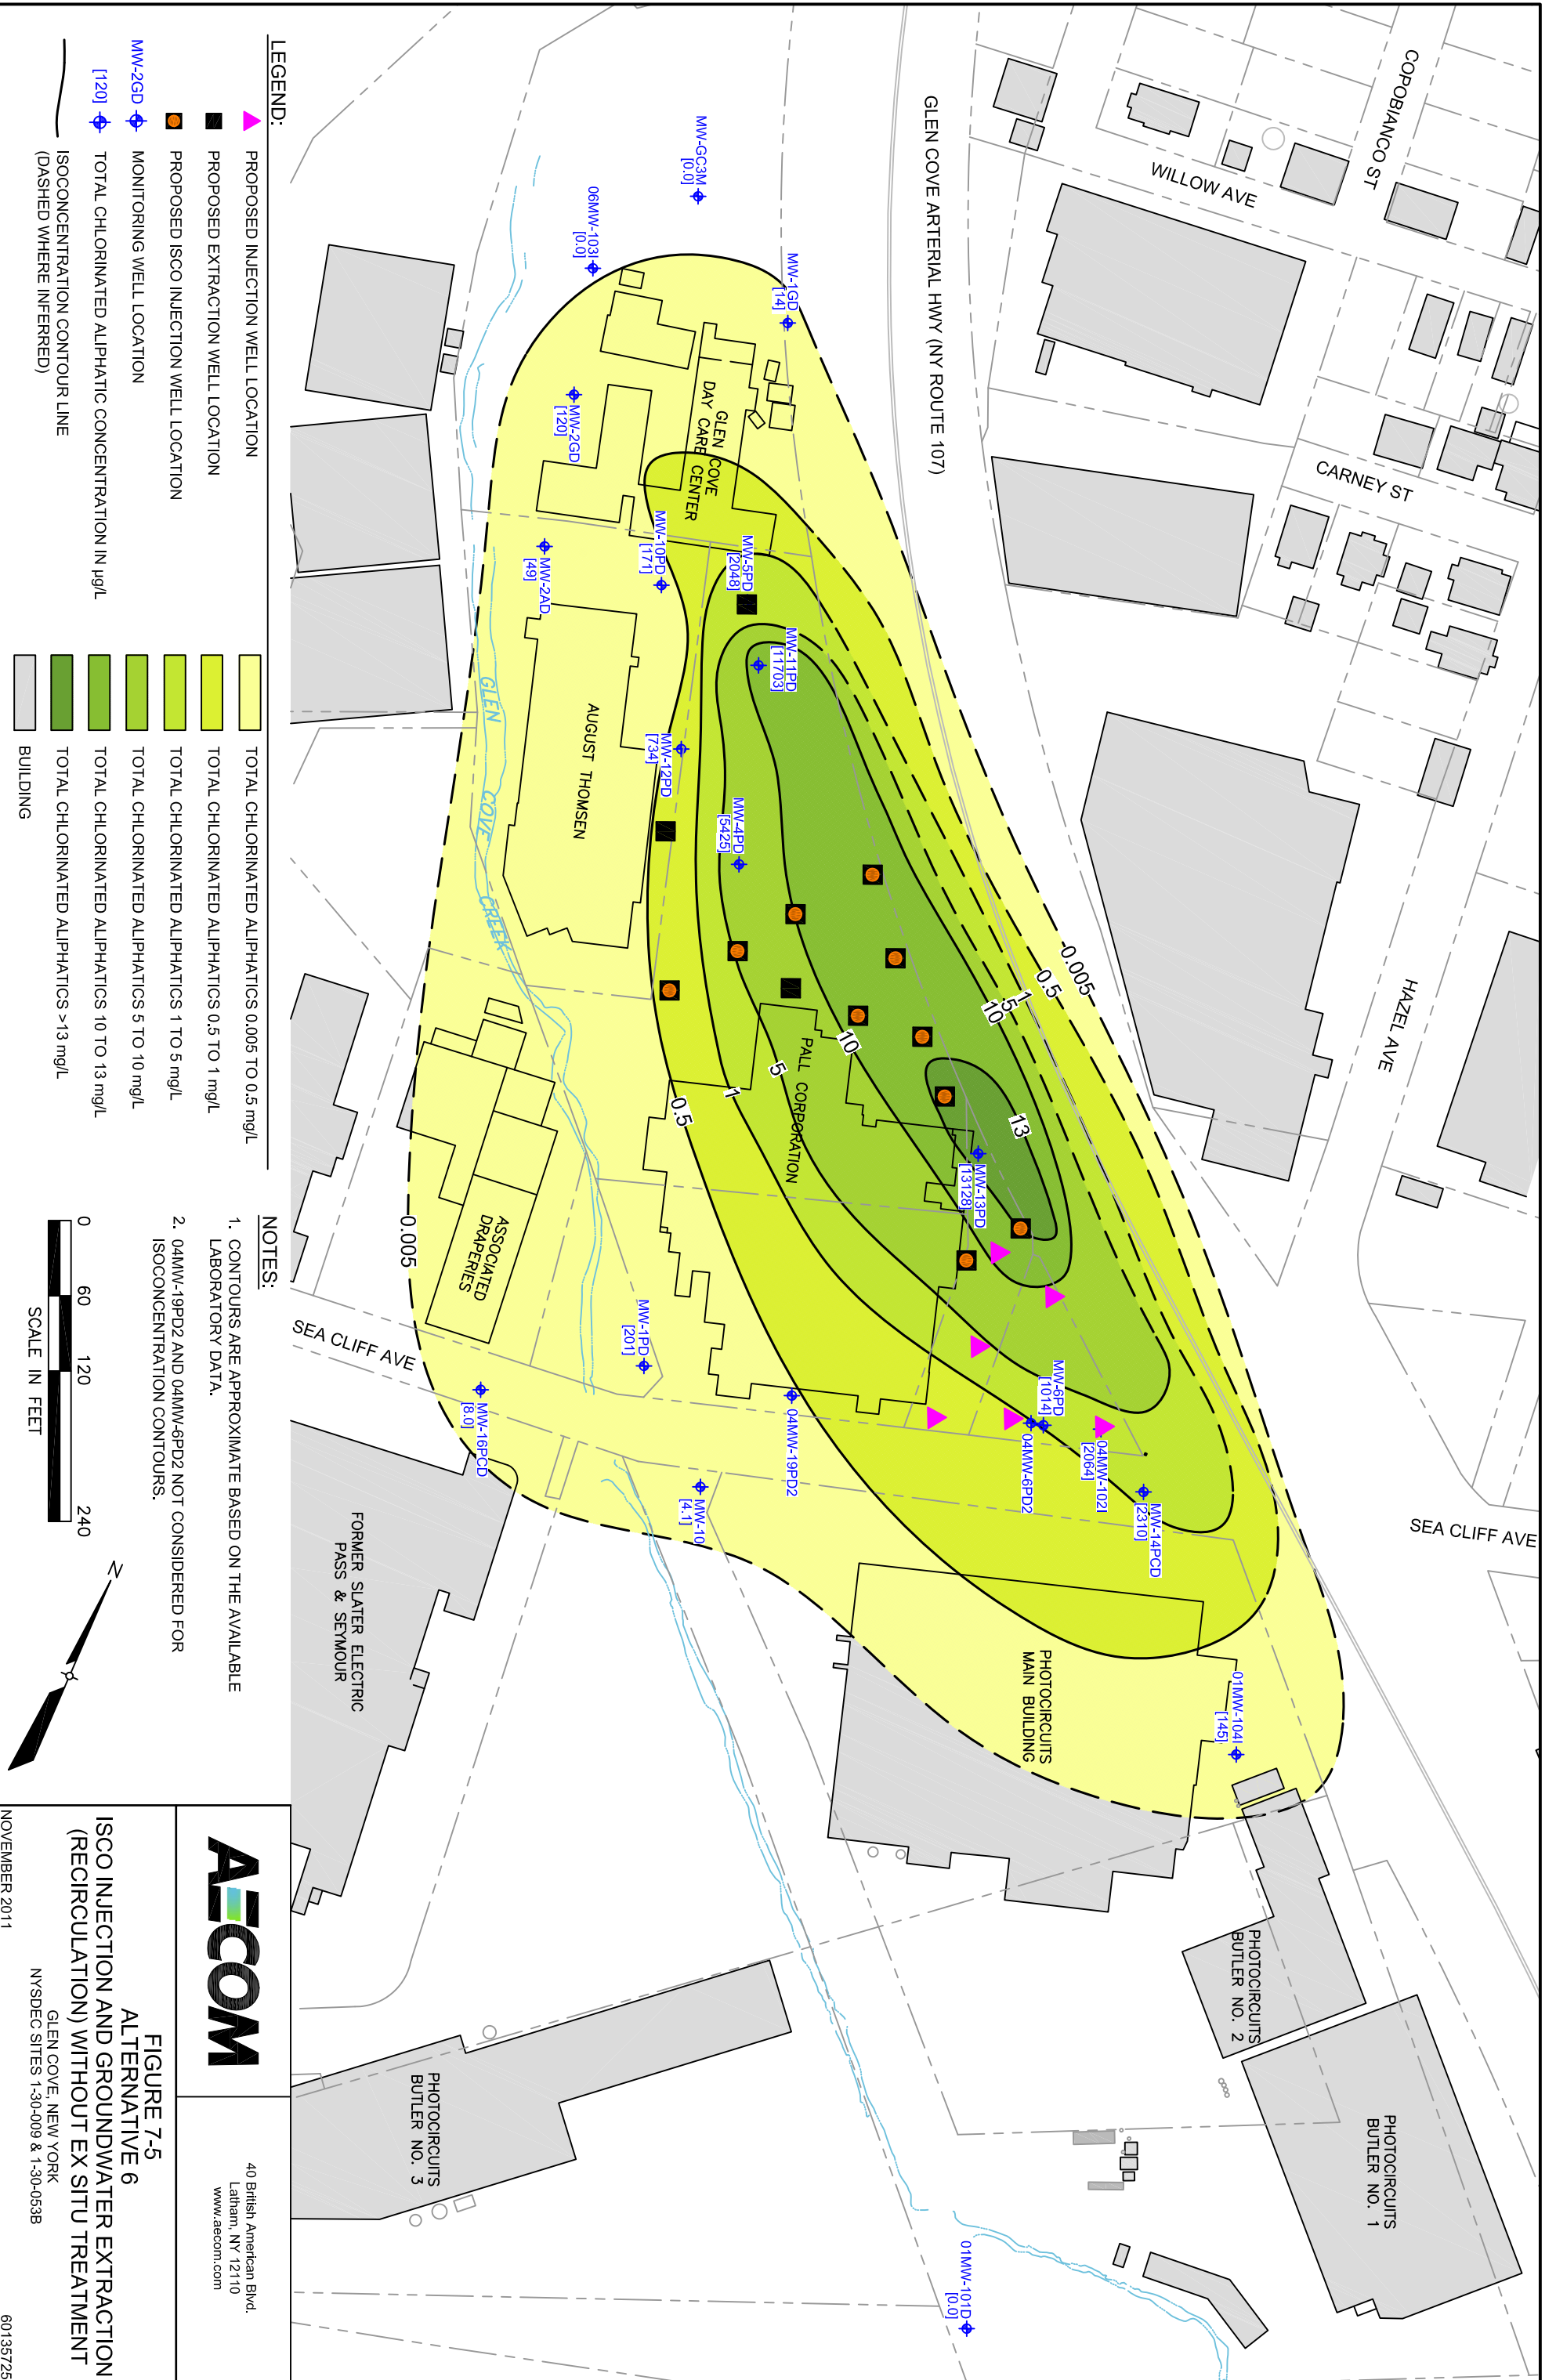 COPOBIANCO ST
WILLOW AVE
CARNEY ST
HAZEL AVE
SEA CLIFF AVE
GLEN COVE ARTERIAL HWY (NY ROUTE 107)
MW-GC3M
[0.0]
06MW-103I
[0.0]
MW-1GD
[14]
MW-2GD
[120]
GLEN COVE
DAY CARE CENTER
MW-10PD
[171]
MW-5PD
[2048]
MW-2AD
[49]
MW-11PD
[11703]
MW-12PD
[734]
MW-4PD
[5425]
AUGUST THOMSEN
GLEN COVE CREEK
0.005
0.5
1
5
10
13
10
5
1
0.5
0.005
PALL CORPORATION
MW-13PD
[13128]
ASSOCIATED
DRAPERIES
MW-1PD
[201]
MW-16PCD
[8.0]
04MW-19PD2
MW-10
[4.1]
MW-6PD
[1014]
04MW-6PD2
04MW-102I
[2064]
MW-14PCD
[2310]
01MW-104I
[145]
SEA CLIFF AVE
FORMER SLATER ELECTRIC
PASS & SEYMOUR
PHOTOCIRCUITS
MAIN BUILDING
PHOTOCIRCUITS
BUTLER NO. 2
PHOTOCIRCUITS
BUTLER NO. 1
PHOTOCIRCUITS
BUTLER NO. 3
01MW-101D
[0.0]
LEGEND:
PROPOSED INJECTION WELL LOCATION
PROPOSED EXTRACTION WELL LOCATION
PROPOSED ISCO INJECTION WELL LOCATION
MW-2GD MONITORING WELL LOCATION
[120] TOTAL CHLORINATED ALIPHATIC CONCENTRATION IN µg/L
ISOCONCENTRATION CONTOUR LINE
(DASHED WHERE INFERRED)
TOTAL CHLORINATED ALIPHATICS 0.005 TO 0.5 mg/L
TOTAL CHLORINATED ALIPHATICS 0.5 TO 1 mg/L
TOTAL CHLORINATED ALIPHATICS 1 TO 5 mg/L
TOTAL CHLORINATED ALIPHATICS 5 TO 10 mg/L
TOTAL CHLORINATED ALIPHATICS 10 TO 13 mg/L
TOTAL CHLORINATED ALIPHATICS >13 mg/L
BUILDING
NOTES:
1. CONTOURS ARE APPROXIMATE BASED ON THE AVAILABLE
LABORATORY DATA.
2. 04MW-19PD2 AND 04MW-6PD2 NOT CONSIDERED FOR
ISOCONCENTRATION CONTOURS.
0 60 120 240
SCALE IN FEET
N
AECOM
40 British American Blvd.
Latham, NY 12110
www.aecom.com
FIGURE 7-5
ALTERNATIVE 6
ISCO INJECTION AND GROUNDWATER EXTRACTION
(RECIRCULATION) WITHOUT EX SITU TREATMENT
GLEN COVE, NEW YORK
NYSDEC SITES 1-30-009 & 1-30-053B
NOVEMBER 2011
60135725